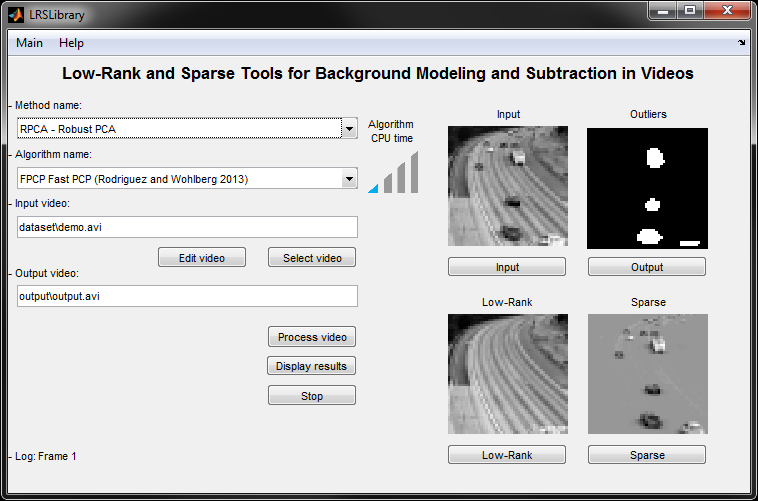 LRSLibrary
Main Help
Low-Rank and Sparse Tools for Background Modeling and Subtraction in Videos
- Method name:
RPCA - Robust PCA
Algorithm
CPU time
- Algorithm name:
FPCP Fast PCP (Rodriguez and Wohlberg 2013)
- Input video:
dataset\demo.avi
Edit video
Select video
- Output video:
output\output.avi
Process video
Display results
Stop
- Log: Frame 1
Input
Outliers
Input
Output
Low-Rank
Sparse
Low-Rank
Sparse